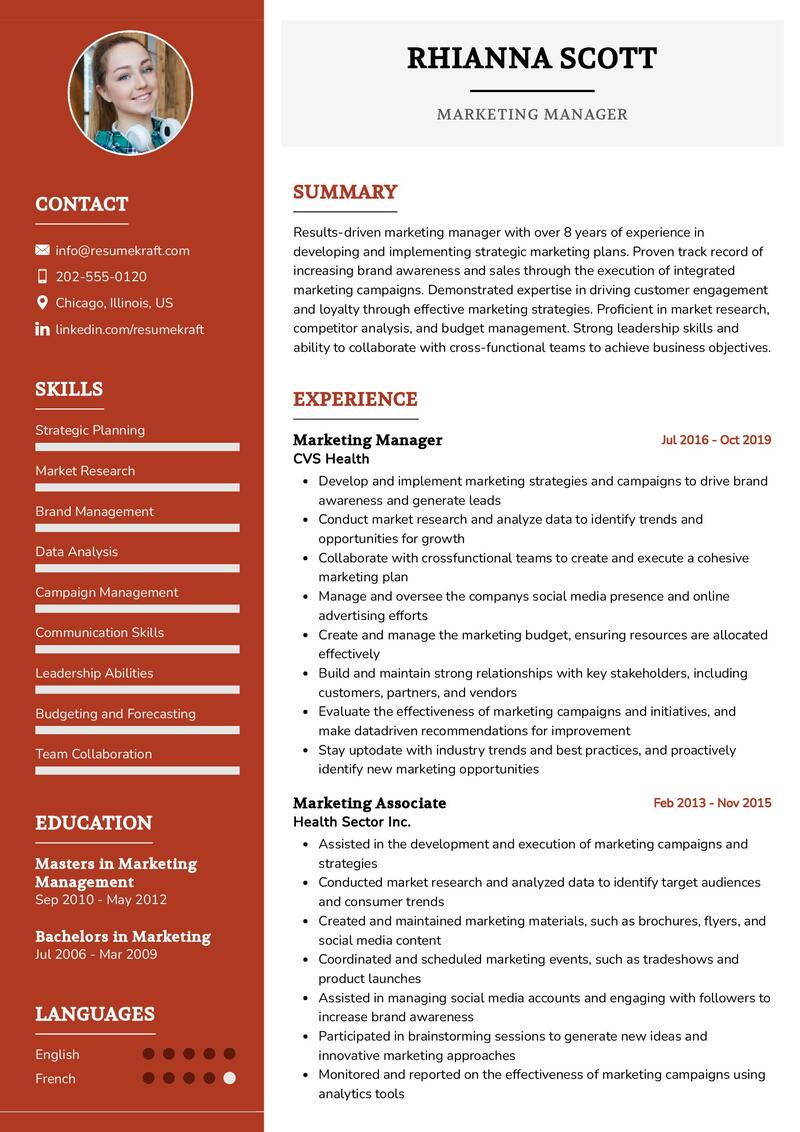 RHIANNA SCOTT
MARKETING MANAGER
CONTACT
info@resumekraft.com
202-555-0120
Chicago, Illinois, US
linkedin.com/resumekraft
SKILLS
Strategic Planning
Market Research
Brand Management
Data Analysis
Campaign Management
Communication Skills
Leadership Abilities
Budgeting and Forecasting
Team Collaboration
EDUCATION
Masters in Marketing
Management
Sep 2010 - May 2012
Bachelors in Marketing
Jul 2006 - Mar 2009
LANGUAGES
English
French
SUMMARY
Results-driven marketing manager with over 8 years of experience in
developing and implementing strategic marketing plans. Proven track record of
increasing brand awareness and sales through the execution of integrated
marketing campaigns. Demonstrated expertise in driving customer engagement
and loyalty through effective marketing strategies. Proficient in market research,
competitor analysis, and budget management. Strong leadership skills and
ability to collaborate with cross-functional teams to achieve business objectives.
EXPERIENCE
Marketing Manager Jul 2016 - Oct 2019
CVS Health
• Develop and implement marketing strategies and campaigns to drive brand
awareness and generate leads
• Conduct market research and analyze data to identify trends and
opportunities for growth
• Collaborate with crossfunctional teams to create and execute a cohesive
marketing plan
• Manage and oversee the companys social media presence and online
advertising efforts
• Create and manage the marketing budget, ensuring resources are allocated
effectively
• Build and maintain strong relationships with key stakeholders, including
customers, partners, and vendors
• Evaluate the effectiveness of marketing campaigns and initiatives, and
make datadriven recommendations for improvement
• Stay uptodate with industry trends and best practices, and proactively
identify new marketing opportunities
Marketing Associate Feb 2013 - Nov 2015
Health Sector Inc.
• Assisted in the development and execution of marketing campaigns and
strategies
• Conducted market research and analyzed data to identify target audiences
and consumer trends
• Created and maintained marketing materials, such as brochures, flyers, and
social media content
• Coordinated and scheduled marketing events, such as tradeshows and
product launches
• Assisted in managing social media accounts and engaging with followers to
increase brand awareness
• Participated in brainstorming sessions to generate new ideas and
innovative marketing approaches
• Monitored and reported on the effectiveness of marketing campaigns using
analytics tools